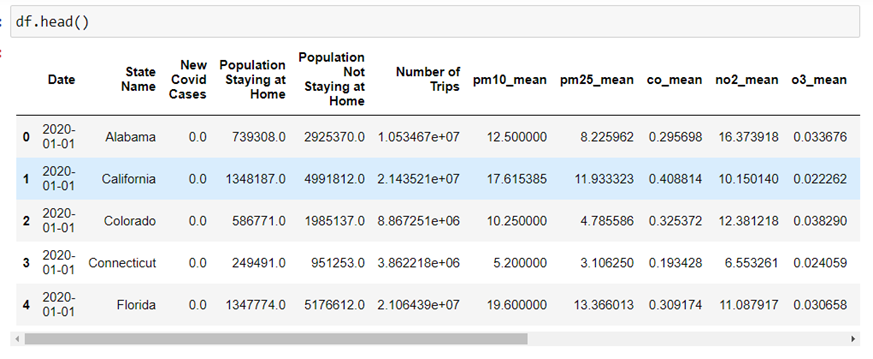 df.head()
Date State Name New Covid Cases Population Staying at Home Population Not Staying at Home Number of Trips pm10_mean pm25_mean co_mean no2_mean o3_mean
0 2020-01-01 Alabama 0.0 739308.0 2925370.0 1.053467e+07 12.500000 8.225962 0.295698 16.373918 0.033676
1 2020-01-01 California 0.0 1348187.0 4991812.0 2.143521e+07 17.615385 11.933323 0.408814 10.150140 0.022262
2 2020-01-01 Colorado 0.0 586771.0 1985137.0 8.867251e+06 10.250000 4.785586 0.325372 12.381218 0.038290
3 2020-01-01 Connecticut 0.0 249491.0 951253.0 3.862218e+06 5.200000 3.106250 0.193428 6.553261 0.024059
4 2020-01-01 Florida 0.0 1347774.0 5176612.0 2.106439e+07 19.600000 13.366013 0.309174 11.087917 0.030658